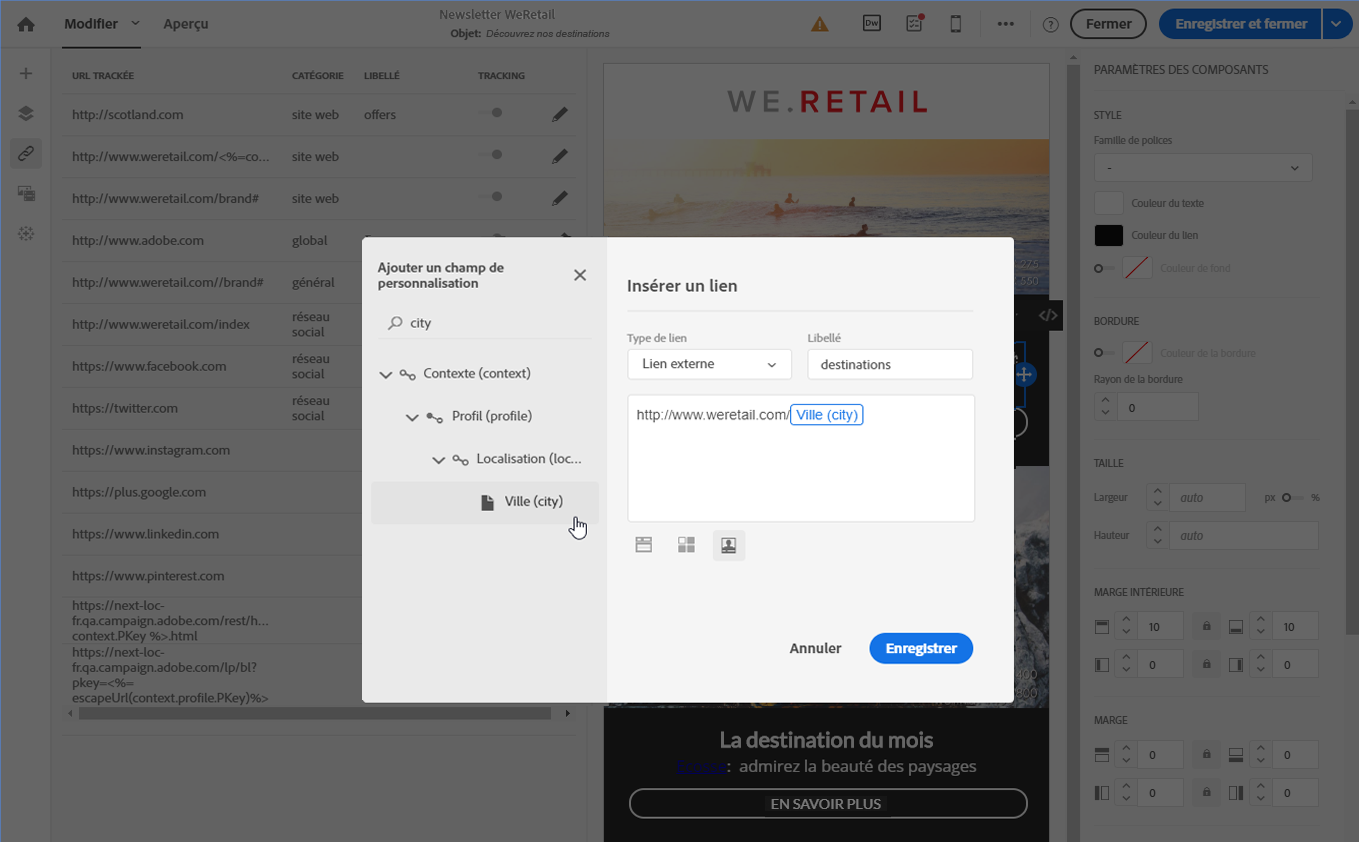 Modifier
Aperçu
Newsletter WeRetail
Objet: Découvrez nos destinations
Dw
Fermer
Enregistrer et fermer
URL TRACKÉE
CATÉGORIE
LIBELLÉ
TRACKING
http://scotland.com
site web
offers
http://www.weretail.com/<%=co...
site web
http://www.weretail.com/brand#
site web
http://www.adobe.com
global
http://www.weretail.com//brand#
général
http://www.weretail.com/index
réseau
social
https://www.facebook.com
réseau
social
https://twitter.com
réseau
social
https://www.instagram.com
https://plus.google.com
https://www.linkedin.com
https://www.pinterest.com
https://next-loc-
fr.qa.campaign.adobe.com/rest/h...
context.PKey %>.html
https://next-loc-
fr.qa.campaign.adobe.com/lp/bl?
pkey=<%=
escapeUrl(context.profile.PKey)%>
WE.RETAIL
Ajouter un champ de
personnalisation
city
Contexte (context)
Profil (profile)
Localisation (loc...
Ville (city)
Insérer un lien
Type de lien
Libellé
Lien externe
destinations
http://www.weretail.com/ Ville (city)
Annuler
Enregistrer
La destination du mois
: admirez la beauté des paysages
EN SAVOIR PLUS
PARAMÈTRES DES COMPOSANTS
STYLE
Famille de polices
-
Couleur du texte
Couleur du lien
Couleur de fond
BORDURE
Couleur de la bordure
Rayon de la bordure
0
TAILLE
Largeur
auto
px
%
Hauteur
auto
MARGE INTÉRIEURE
10
10
0
0
MARGE
0
0
0
0